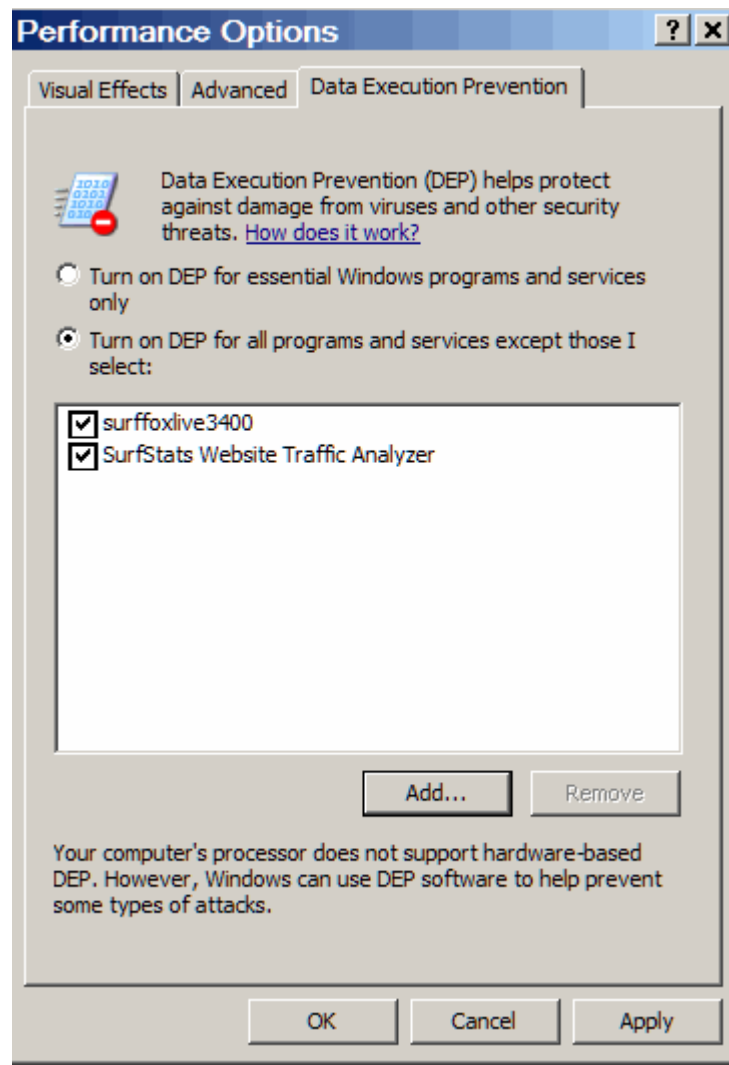 Performance Options
Visual Effects
Advanced
Data Execution Prevention
Data Execution Prevention (DEP) helps protect
against damage from viruses and other security
threats. How does it work?
Turn on DEP for essential Windows programs and services
only
Turn on DEP for all programs and services except those I
select:
surffoxlive3400
SurfStats Website Traffic Analyzer
Add...
Remove
Your computer's processor does not support hardware-based
DEP. However, Windows can use DEP software to help prevent
some types of attacks.
OK
Cancel
Apply